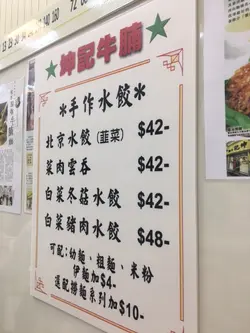 坤記牛腩
*手作水餃*
北京水餃(韮菜) $42-
菜肉雲吞 $42-
白菜冬菇水餃 $42-
白菜豬肉水餃 $48-
可配:幼麵、粗麵、米粉
伊麵加$4-
選配撈麵系列加$10-